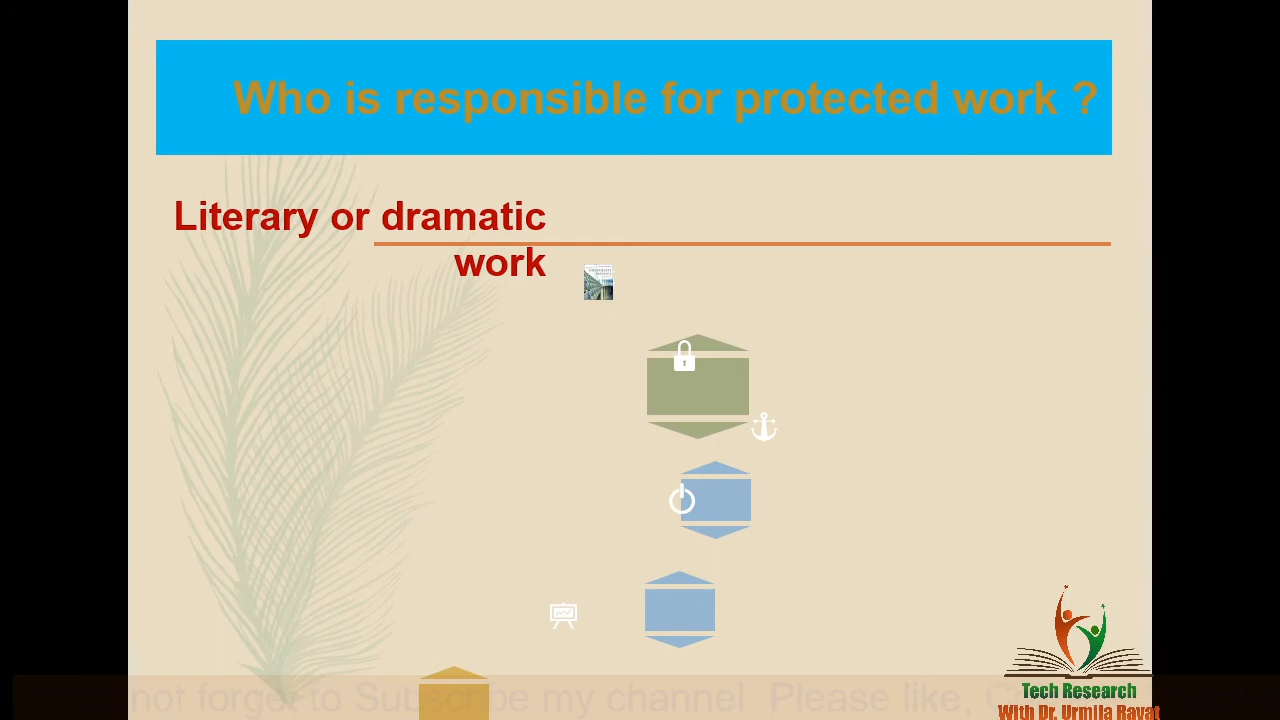 Who is responsible for protected work ?
Literary or dramatic
work
not forget to Subscribe my channel Please like,
Tech Research
With Dr. Urmila Ravat